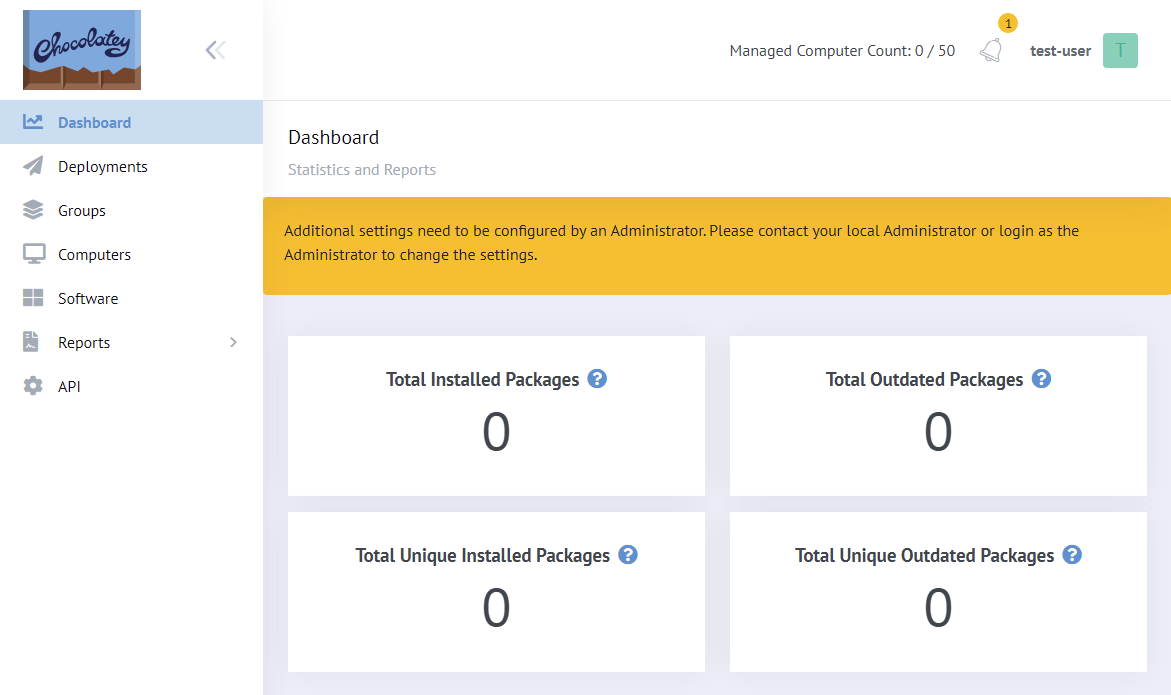 Chocolatey
Managed Computer Count: 0 / 50
1
test-user
T
Dashboard
Deployments
Groups
Computers
Software
Reports
API
Dashboard
Statistics and Reports
Additional settings need to be configured by an Administrator. Please contact your local Administrator or login as the
Administrator to change the settings.
Total Installed Packages ?
0
Total Outdated Packages ?
0
Total Unique Installed Packages ?
0
Total Unique Outdated Packages ?
0